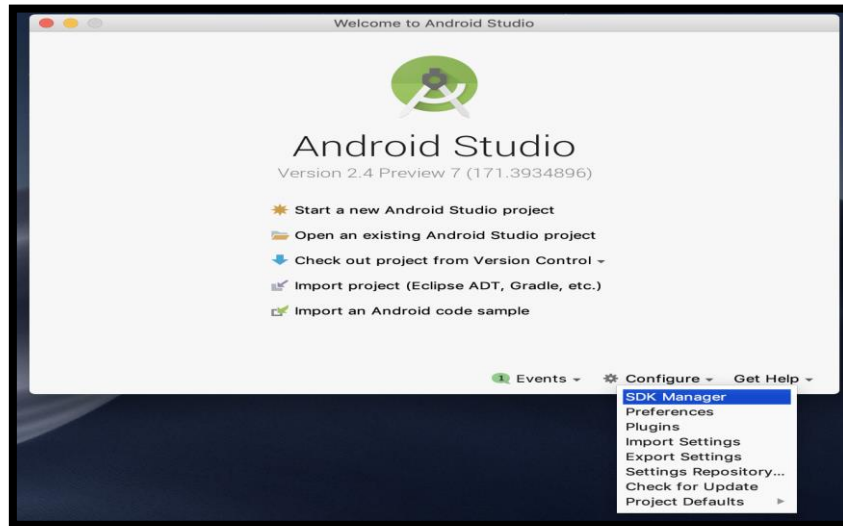 Welcome to Android Studio
Android Studio
Version 2.4 Preview 7 (171.3934896)
Start a new Android Studio project
Open an existing Android Studio project
Check out project from Version Control
Import project (Eclipse ADT, Gradle, etc.)
Import an Android code sample
1 Events Configure Get Help
SDK Manager
Preferences
Plugins
Import Settings
Export Settings
Settings Repository...
Check for Update
Project Defaults